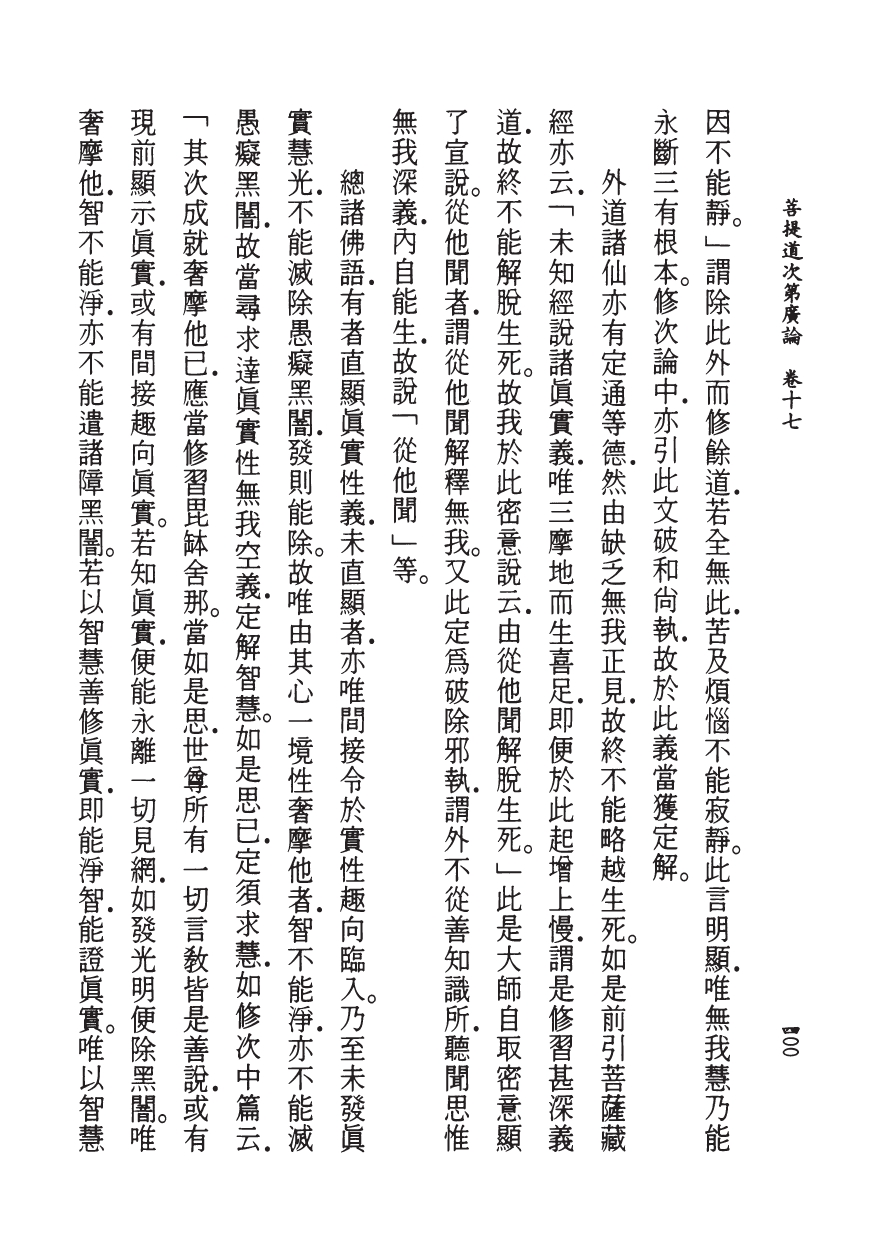 菩提道次第廣論　卷十七
四〇〇
因不能靜。」謂除此外而修餘道．若全無此．苦及煩惱不能寂靜。此言明顯．唯無我慧乃能
永斷三有根本。修次論中．亦引此文破和尙執．故於此義當獲定解。
外道諸仙亦有定通等德．然由缺乏無我正見．故終不能略越生死。如是前引菩薩藏
經亦云．「未知經說諸眞實義．唯三摩地而生喜足．即便於此起增上慢．謂是修習甚深義
道．故終不能解脫生死。故我於此密意說云．由從他聞解脫生死。」此是大師自取密意顯
了宣說。從他聞者．謂從他聞解釋無我。又此定爲破除邪執．謂外不從善知識所．聽聞思惟
無我深義．內自能生．故說「從他聞」等。
總諸佛語．有者直顯眞實性義．未直顯者．亦唯間接令於實性趣向臨入。乃至未發眞
實慧光．不能滅除愚癡黑闇．發則能除。故唯由其心一境性奢摩他者．智不能淨．亦不能滅
愚癡黑闇．故當尋求達眞實性無我空義．定解智慧。如是思已．定須求慧．如修次中篇云．
「其次成就奢摩他已．應當修習毘缽舍那。當如是思．世尊所有一切言敎皆是善說．或有
現前顯示眞實．或有間接趣向眞實。若知眞實．便能永離一切見網．如發光明便除黑闇。唯
奢摩他．智不能淨．亦不能遣諸障黑闇。若以智慧善修眞實．即能淨智．能證眞實。唯以智慧